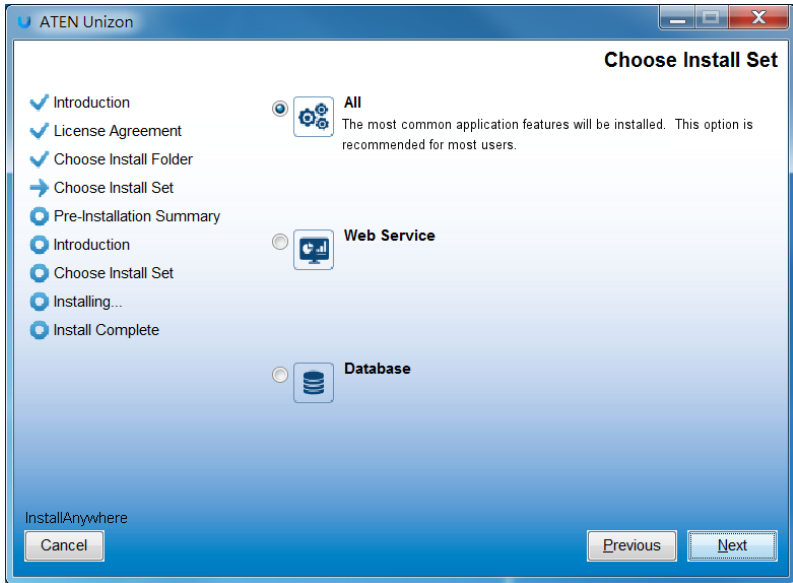 ATEN Unizon
Choose Install Set
Introduction
License Agreement
Choose Install Folder
Choose Install Set
Pre-Installation Summary
Introduction
Choose Install Set
Installing...
Install Complete
All
The most common application features will be installed. This option is
recommended for most users.
Web Service
Database
InstallAnywhere
Cancel
Previous
Next